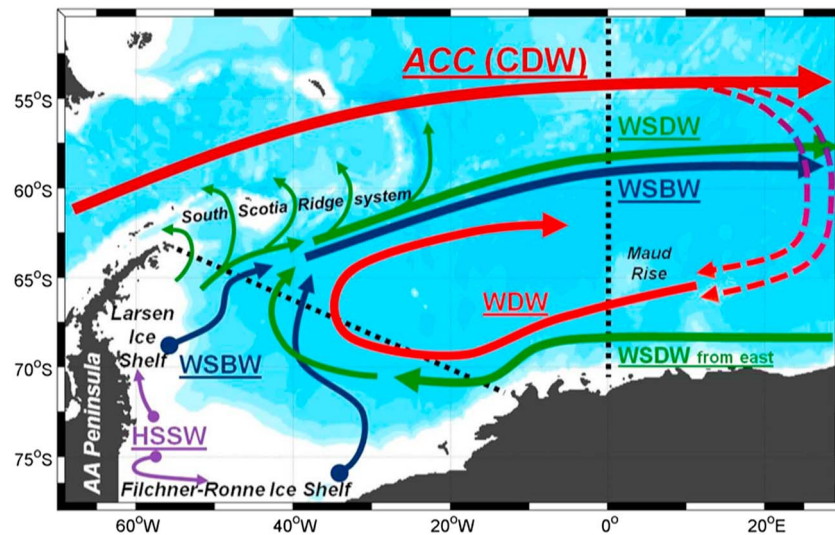 ACC (CDW)
55°S
WSDW
60°S
WSBW
South Scotia Ridge system
Maud
Rise
65°S
WDW
Larsen
Ice
Shelf
WSBW
WSDW from east
70°S
AA Peninsula
HSSW
75°S
Filchner-Ronne Ice Shelf
60°W
40°W
20°W
0°
20°E